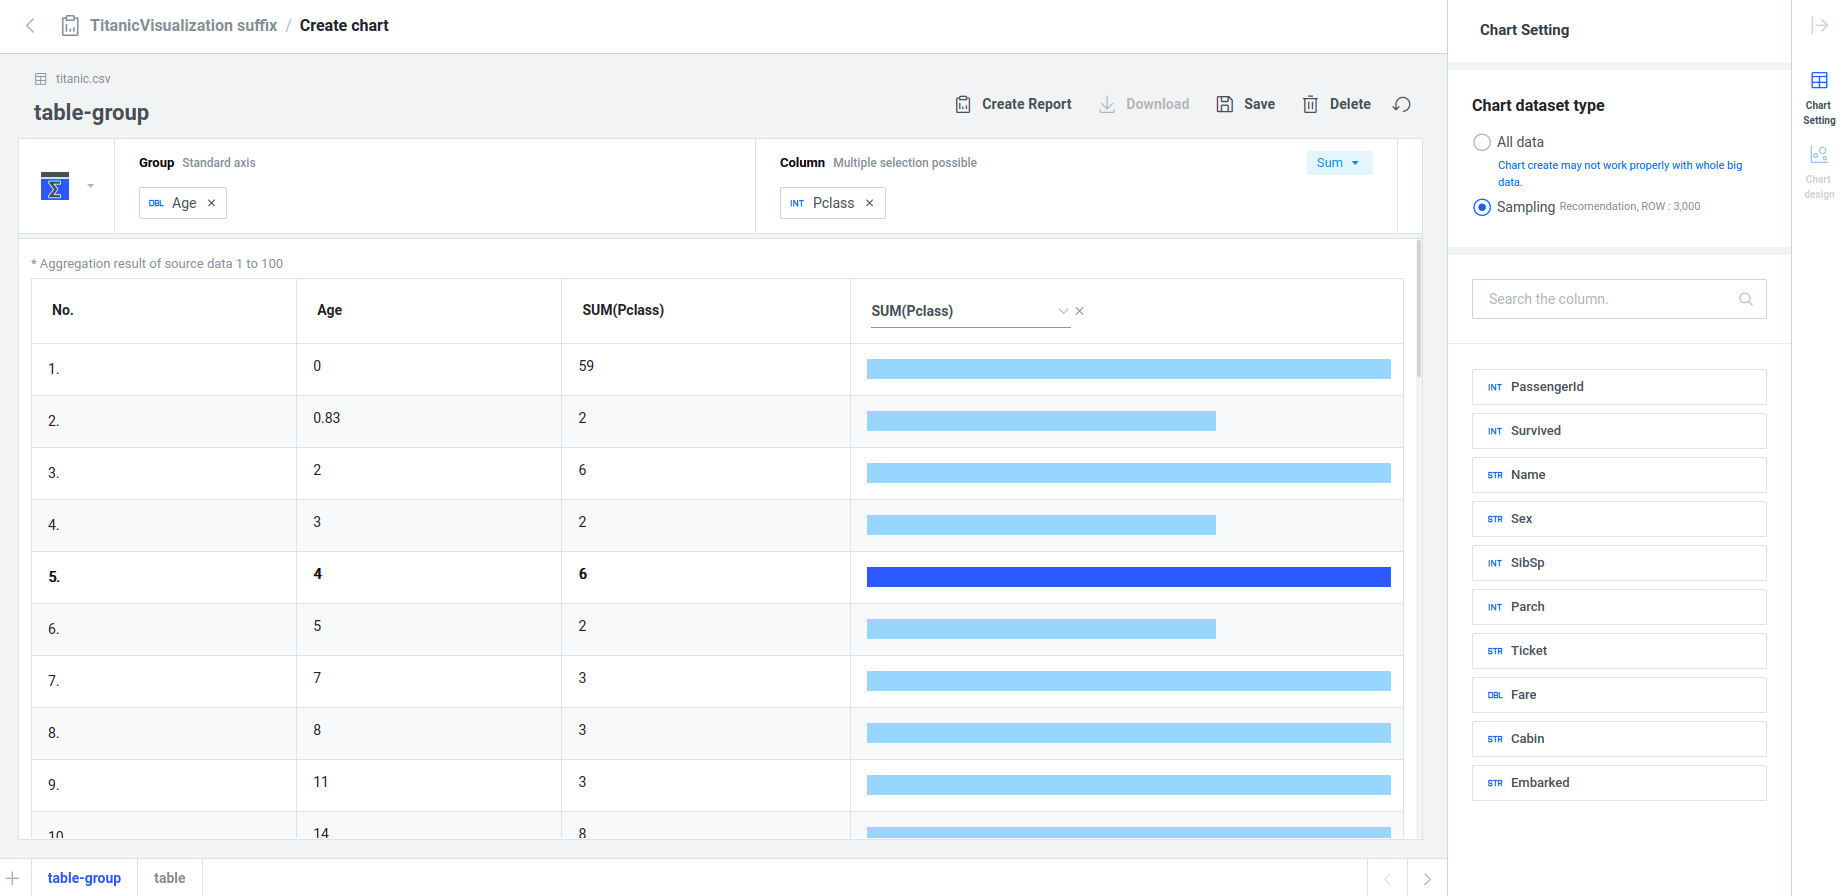 TitanicVisualization suffix / Create chart
titanic.csv
table-group
Create Report
Download
Save
Delete
Group Standard axis
DBL Age ×
Column Multiple selection possible
Sum
INT Pclass ×
* Aggregation result of source data 1 to 100
No. Age SUM(Pclass) SUM(Pclass) ×
1. 0 59
2. 0.83 2
3. 2 6
4. 3 2
5. 4 6
6. 5 2
7. 7 3
8. 8 3
9. 11 3
10. 14 8
+ table-group table
Chart Setting
Chart dataset type
All data
Chart create may not work properly with whole big
data.
Sampling Recomendation, ROW : 3,000
Search the column.
INT PassengerId
INT Survived
STR Name
STR Sex
INT SibSp
INT Parch
STR Ticket
DBL Fare
STR Cabin
STR Embarked
Chart
Setting
Chart
design